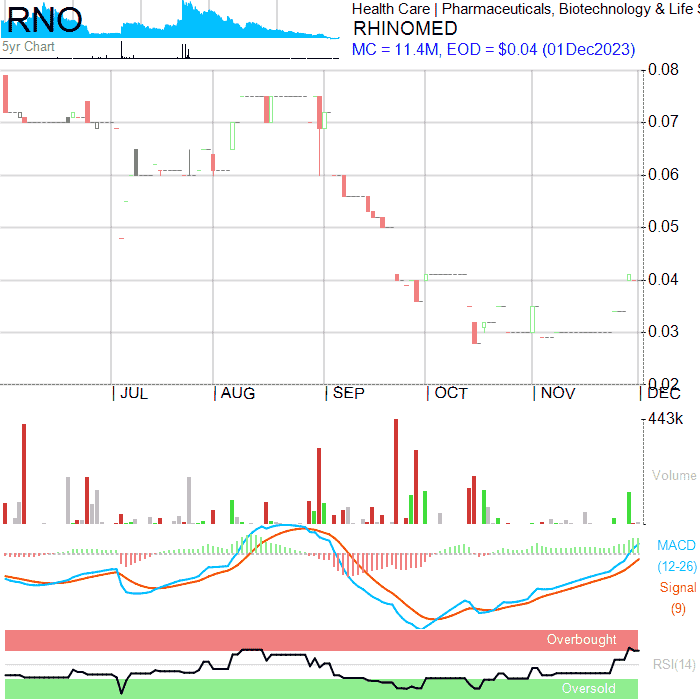 RNO
5yr Chart
Health Care | Pharmaceuticals, Biotechnology & Life S
RHINOMED
MC = 11.4M, EOD = $0.04 (01Dec2023)
0.08
0.07
0.06
0.05
0.04
0.03
0.02
JUL AUG SEP OCT NOV DEC
443k
Volume
MACD
(12-26)
Signal
(9)
Overbought
RSI(14)
Oversold